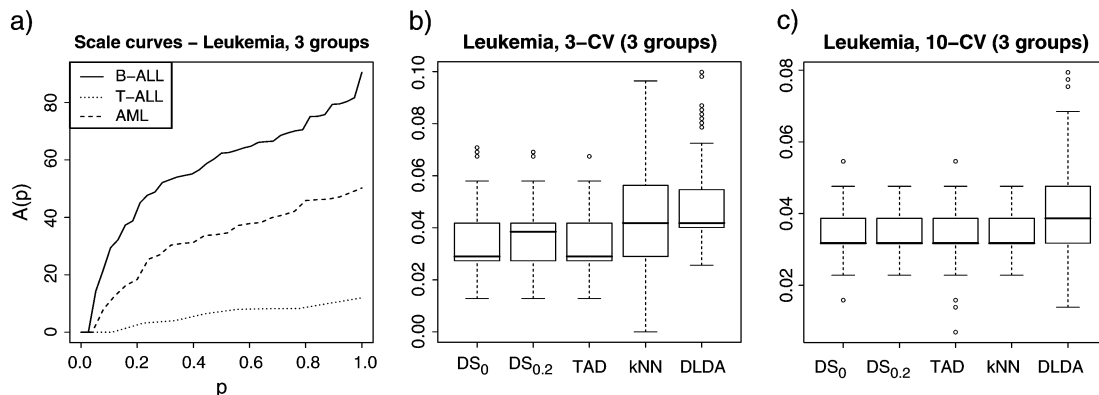 a)
Scale curves − Leukemia, 3 groups
B−ALL
T−ALL
AML
A(p)
80
60
40
20
0
0.0 0.2 0.4 0.6 0.8 1.0
p
b)
Leukemia, 3−CV (3 groups)
0.10
0.08
0.06
0.04
0.02
0.00
DS0 DS0.2 TAD kNN DLDA
c)
Leukemia, 10−CV (3 groups)
0.08
0.06
0.04
0.02
DS0 DS0.2 TAD kNN DLDA